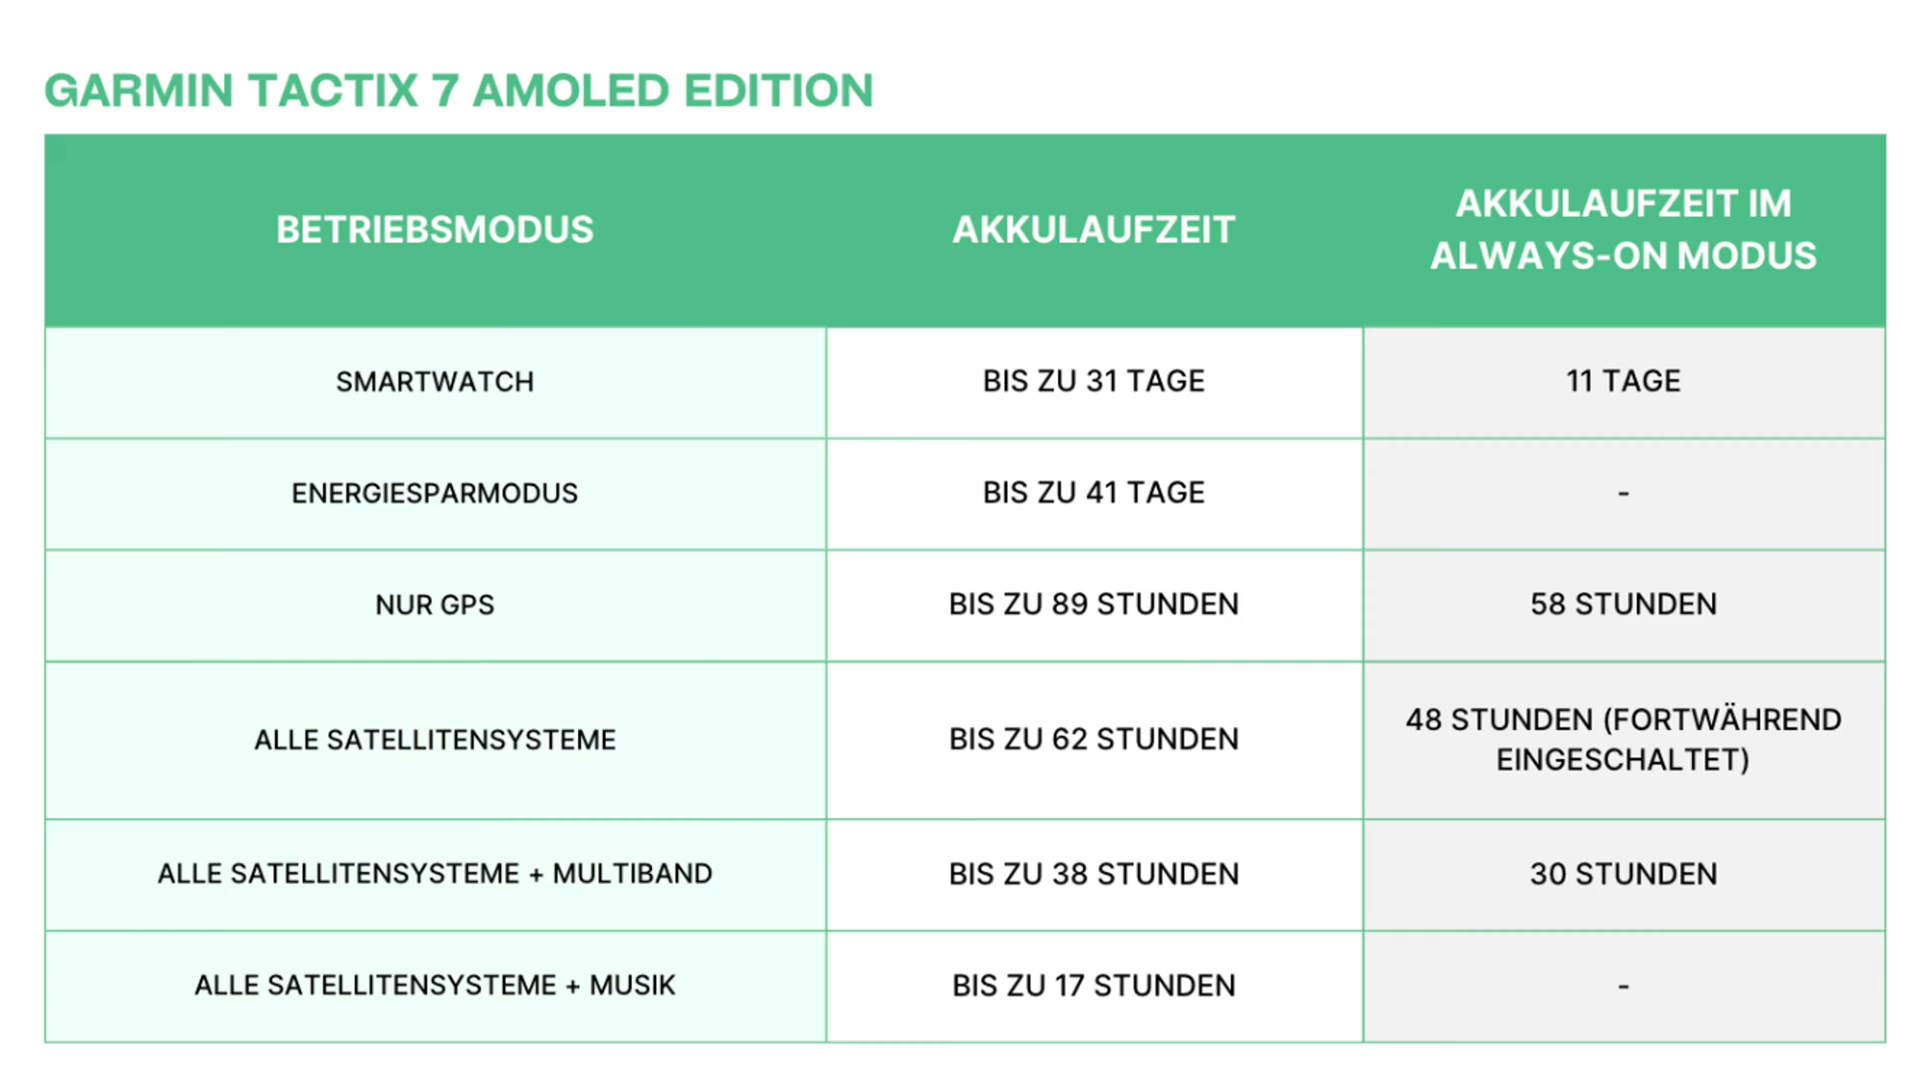 GARMIN TACTIX 7 AMOLED EDITION
BETRIEBSMODUS
AKKULAUFZEIT
AKKULAUFZEIT IM
ALWAYS-ON MODUS
SMARTWATCH
BIS ZU 31 TAGE
11 TAGE
ENERGIESPARMODUS
BIS ZU 41 TAGE
-
NUR GPS
BIS ZU 89 STUNDEN
58 STUNDEN
ALLE SATELLITENSYSTEME
BIS ZU 62 STUNDEN
48 STUNDEN (FORTWÄHREND
EINGESCHALTET)
ALLE SATELLITENSYSTEME + MULTIBAND
BIS ZU 38 STUNDEN
30 STUNDEN
ALLE SATELLITENSYSTEME + MUSIK
BIS ZU 17 STUNDEN
-